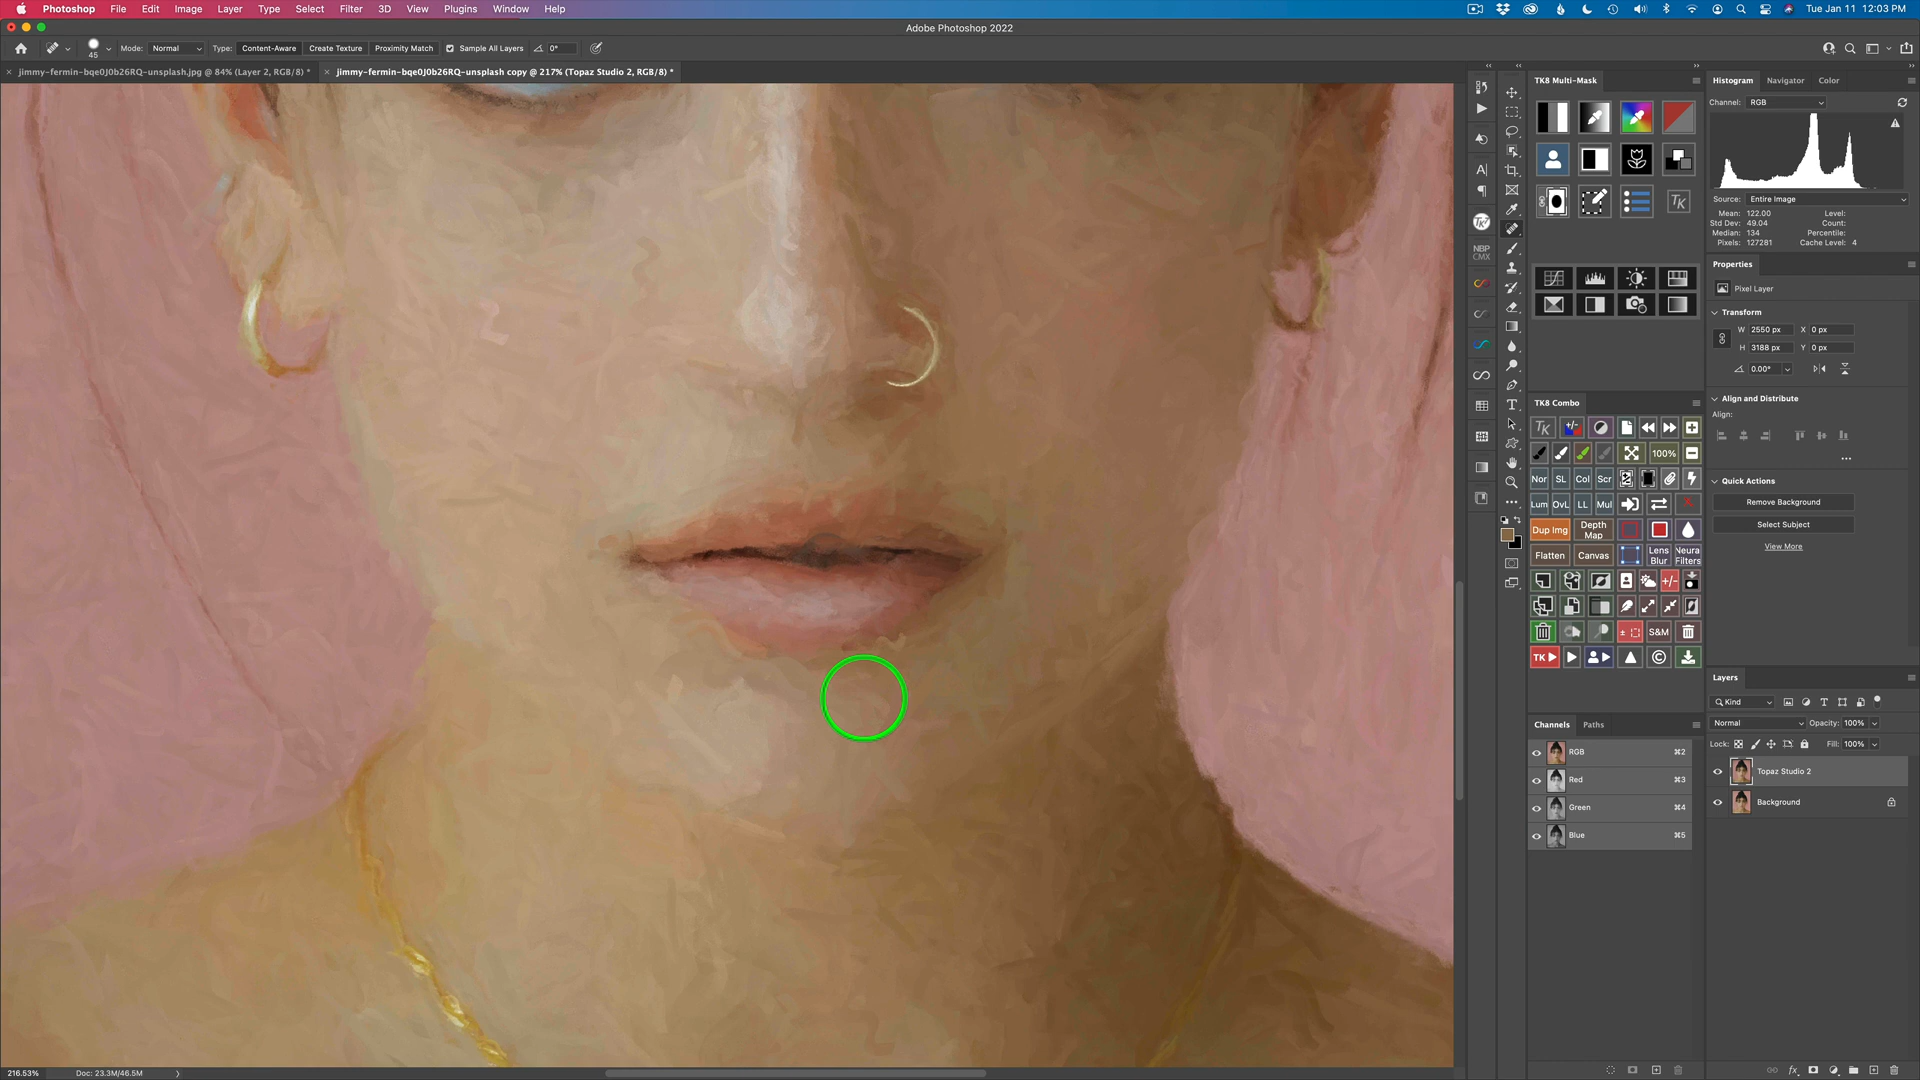 Photoshop File Edit Image Layer Type Select Filter 3D View Plugins Window Help Tue Jan 11 12:03 PM
Adobe Photoshop 2022
45 Mode: Normal Type: Content-Aware Create Texture Proximity Match Sample All Layers 0°
jimmy-fermin-bqe0J0b26RQ-unsplash.jpg @ 84% (Layer 2, RGB/8) *
jimmy-fermin-bqe0J0b26RQ-unsplash copy @ 217% (Topaz Studio 2, RGB/8) *
NBP
CMX
TK8 Multi-Mask
TK
TK8 Combo
TK +/-
100%
Nor SL Col Scr
Lum OvL LL Mul
Dup Img Depth Map
Flatten Canvas Lens Blur Neura Filters
+/-
± S&M
TK
Channels Paths
RGB ⌘2
Red ⌘3
Green ⌘4
Blue ⌘5
Histogram Navigator Color
Channel: RGB
Source: Entire Image
Mean: 122.00 Level:
Std Dev: 49.04 Count:
Median: 134 Percentile:
Pixels: 127281 Cache Level: 4
Properties
Pixel Layer
Transform
W 2550 px X 0 px
H 3188 px Y 0 px
0.00°
Align and Distribute
Align:
Quick Actions
Remove Background
Select Subject
View More
Layers
Kind
Normal Opacity: 100%
Lock: Fill: 100%
Topaz Studio 2
Background
fx
216.53% Doc: 23.3M/46.5M